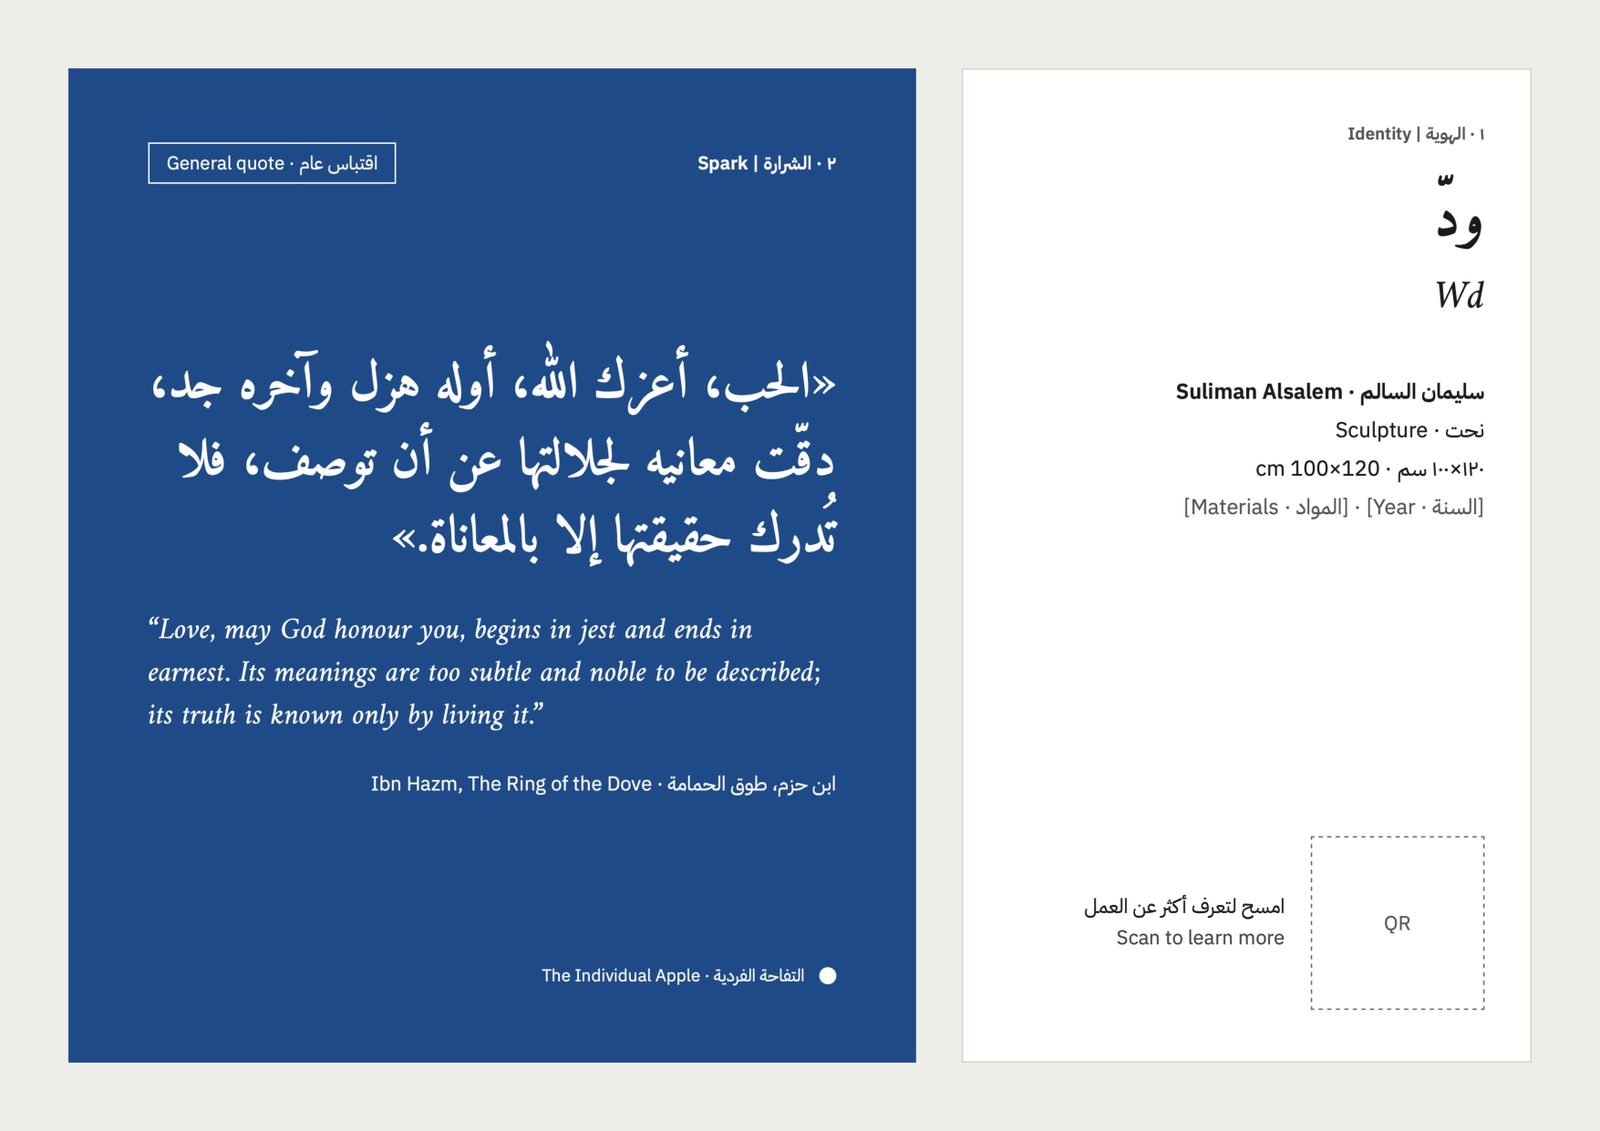 ١ · الهوية | Identity
ودّ
Wd
سليمان السالم · Suliman Alsalem
نحت · Sculpture
١٢٠×١٠٠ سم · 120×100 cm
[السنة · Year] · [المواد · Materials]
امسح لتعرف أكثر عن العمل
Scan to learn more
QR
٢ · الشرارة | Spark
اقتباس عام · General quote
«الحب، أعزك الله، أوله هزل وآخره جد،
دقّت معانيه لجلالتها عن أن توصف، فلا
تُدرك حقيقتها إلا بالمعاناة.»
“Love, may God honour you, begins in jest and ends in
earnest. Its meanings are too subtle and noble to be described;
its truth is known only by living it.”
ابن حزم، طوق الحمامة · Ibn Hazm, The Ring of the Dove
التفاحة الفردية · The Individual Apple